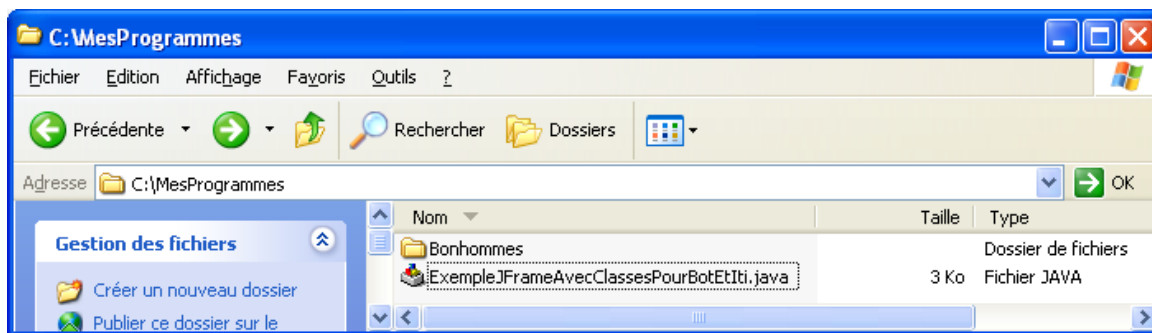 C:\MesProgrammes
Fichier Edition Affichage Favoris Outils ?
Précédente Rechercher Dossiers
Adresse C:\MesProgrammes OK
Nom Taille Type
Gestion des fichiers
Bonhommes Dossier de fichiers
ExempleJFrameAvecClassesPourBotEtIti.java 3 Ko Fichier JAVA
Créer un nouveau dossier
Publier ce dossier sur le